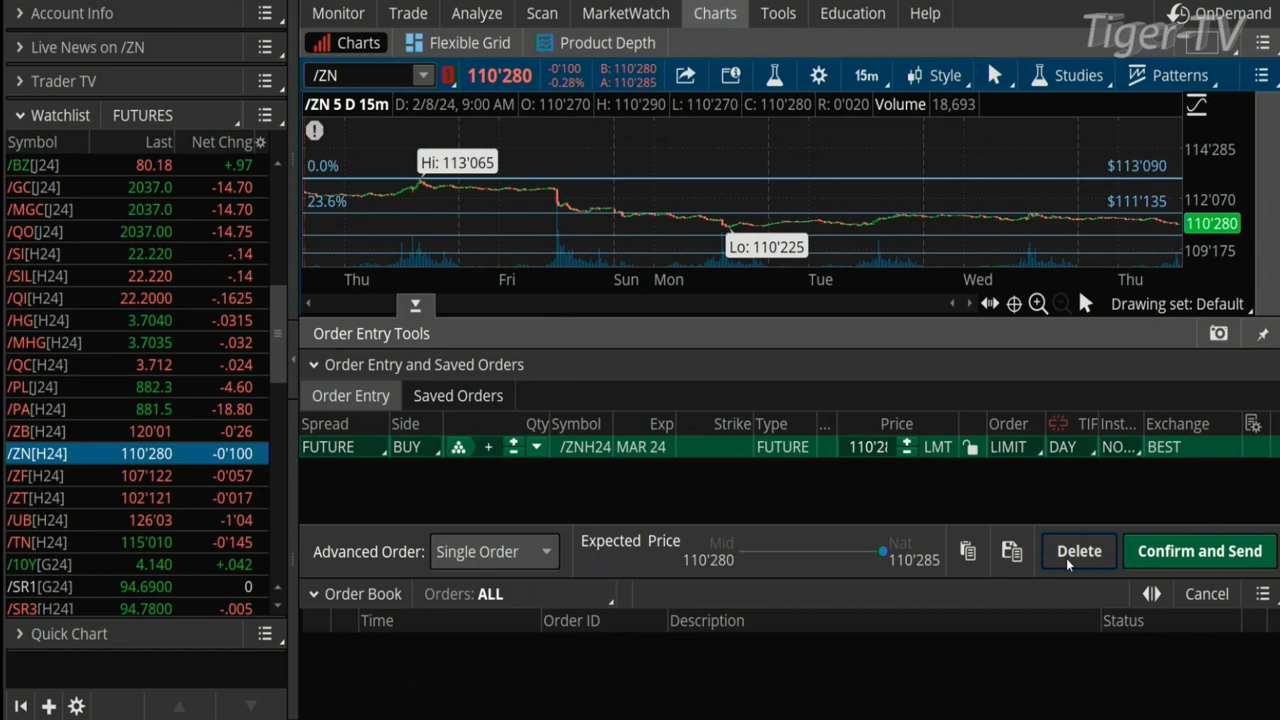 Account Info
Live News on /ZN
Trader TV
Watchlist FUTURES
Symbol Last Net Chng
/BZ[J24] 80.18 +.97
/GC[J24] 2037.0 -14.70
/MGC[J24] 2037.0 -14.70
/QO[J24] 2037.00 -14.75
/SI[H24] 22.220 -.14
/SIL[H24] 22.220 -.14
/QI[H24] 22.2000 -.1625
/HG[H24] 3.7040 -.0315
/MHG[H24] 3.7035 -.032
/QC[H24] 3.712 -.024
/PL[J24] 882.3 -4.60
/PA[H24] 881.5 -18.80
/ZB[H24] 120'01 -0'26
/ZN[H24] 110'280 -0'100
/ZF[H24] 107'122 -0'057
/ZT[H24] 102'121 -0'017
/UB[H24] 126'03 -1'04
/TN[H24] 115'010 -0'145
/10Y[G24] 4.140 +.042
/SR1[G24] 94.6900 0
/SR3[H24] 94.7800 -.005
Quick Chart
Monitor Trade Analyze Scan MarketWatch Charts Tools Education Help
Tiger-TV
OnDemand
Charts Flexible Grid Product Depth
/ZN 110'280 -0'100 B: 110'280
-0.28% A: 110'285
15m Style Studies Patterns
/ZN 5 D 15m D: 2/8/24, 9:00 AM O: 110'270 H: 110'290 L: 110'270 C: 110'280 R: 0'020 Volume 18,693
114'285
Hi: 113'065
0.0% $113'090
23.6% $111'135
112'070
110'280
Lo: 110'225
109'175
Thu Fri Sun Mon Tue Wed Thu
Drawing set: Default
Order Entry Tools
Order Entry and Saved Orders
Order Entry Saved Orders
Spread Side Qty Symbol Exp Strike Type ... Price Order TIF Inst... Exchange
FUTURE BUY + /ZNH24 MAR 24 FUTURE 110'28 LMT LIMIT DAY NO... BEST
Advanced Order: Single Order
Expected Price
Mid Nat
110'280 110'285
Delete Confirm and Send
Order Book Orders: ALL Cancel
Time Order ID Description Status